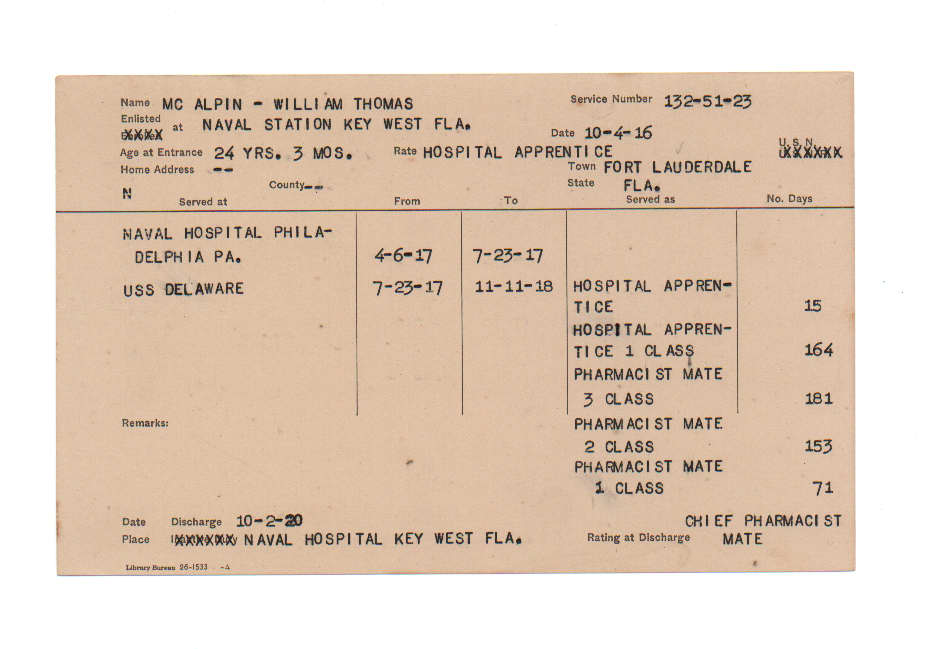 Name MC ALPIN - WILLIAM THOMAS Service Number 132-51-23
Enlisted at NAVAL STATION KEY WEST FLA. Date 10-4-16
Age at Entrance 24 YRS. 3 MOS. Rate HOSPITAL APPRENTICE U.S.N.
Home Address -- Town FORT LAUDERDALE
N County -- State FLA.
Served at From To Served as No. Days
NAVAL HOSPITAL PHILA-
DELPHIA PA. 4-6-17 7-23-17
USS DELAWARE 7-23-17 11-11-18 HOSPITAL APPREN-
TICE 15
HOSPITAL APPREN-
TICE 1 CLASS 164
PHARMACIST MATE
3 CLASS 181
Remarks: PHARMACIST MATE
2 CLASS 153
PHARMACIST MATE
1 CLASS 71
Date Discharge 10-2-20 CHIEF PHARMACIST
Place NAVAL HOSPITAL KEY WEST FLA. Rating at Discharge MATE
Library Bureau 26-1533 -A